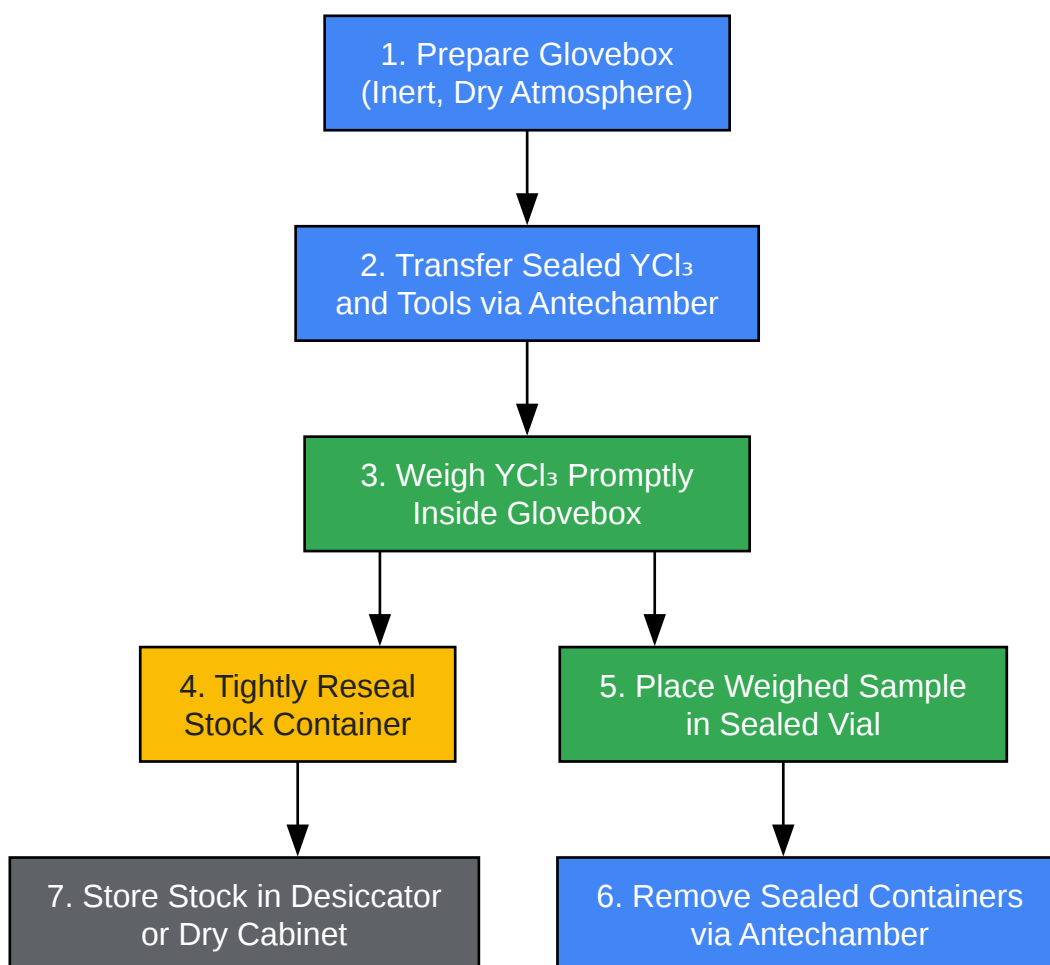 1. Prepare Glovebox
(Inert, Dry Atmosphere)
2. Transfer Sealed YCl₃
and Tools via Antechamber
3. Weigh YCl₃ Promptly
Inside Glovebox
4. Tightly Reseal
Stock Container
5. Place Weighed Sample
in Sealed Vial
7. Store Stock in Desiccator
or Dry Cabinet
6. Remove Sealed Containers
via Antechamber